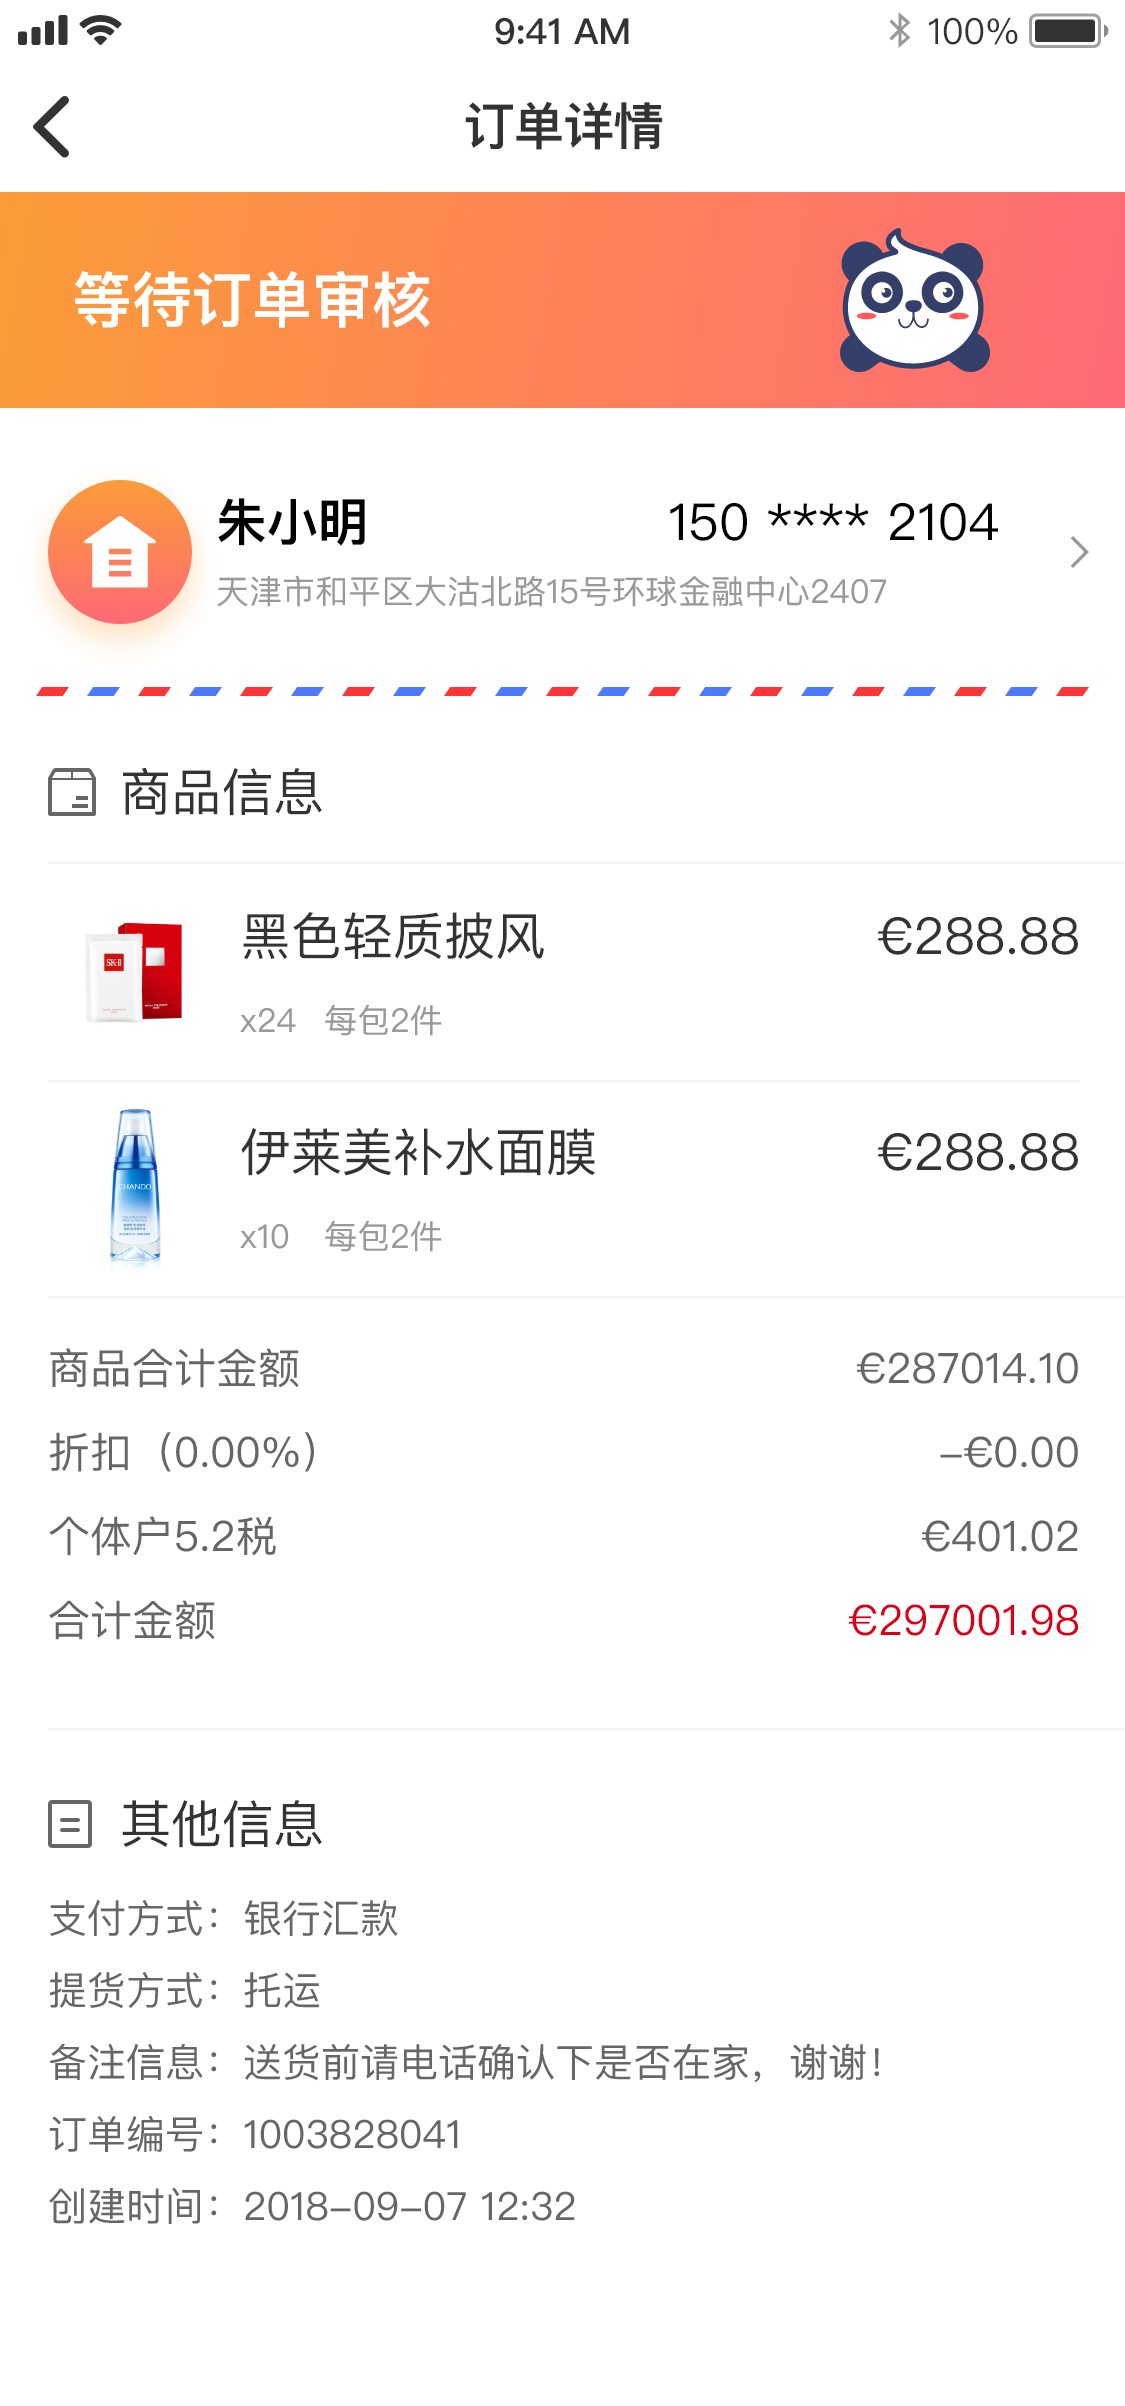 9:41 AM
100%
订单详情
等待订单审核
朱小明
150 **** 2104
天津市和平区大沽北路15号环球金融中心2407
商品信息
SK-II
黑色轻质披风
€288.88
x24 每包2件
CHANDO
伊莱美补水面膜
€288.88
x10 每包2件
商品合计金额
€287014.10
折扣（0.00%）
-€0.00
个体户5.2税
€401.02
合计金额
€297001.98
其他信息
支付方式：银行汇款
提货方式：托运
备注信息：送货前请电话确认下是否在家，谢谢！
订单编号：1003828041
创建时间：2018-09-07 12:32